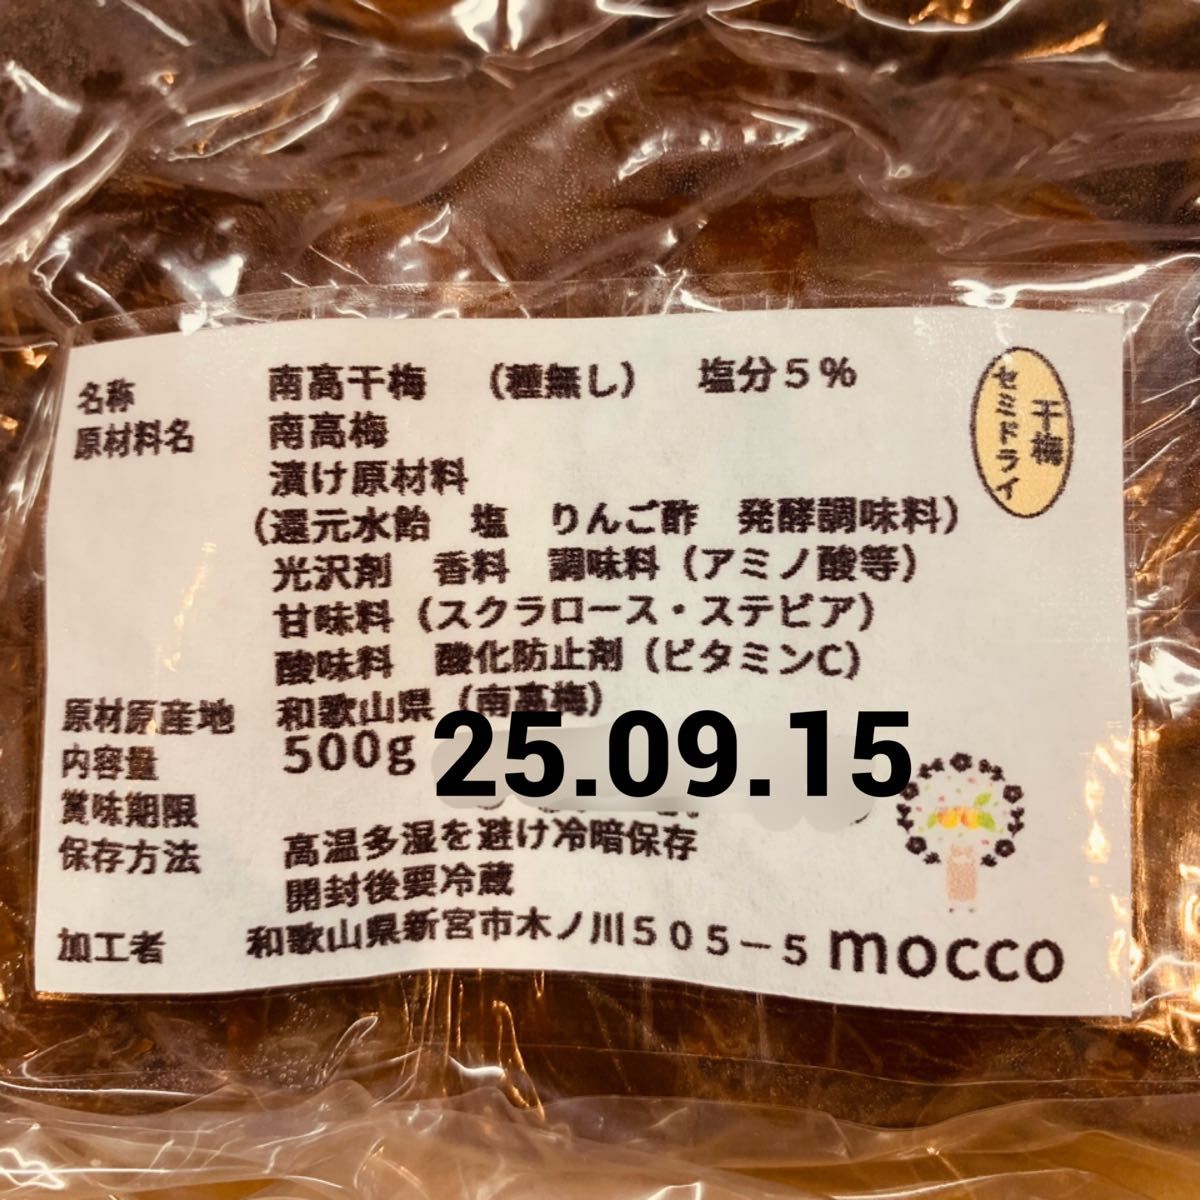 名称 南高干梅 （種無し） 塩分５％
干梅
セミドライ
原材料名 南高梅
漬け原材料
（還元水飴 塩 りんご酢 発酵調味料）
光沢剤 香料 調味料（アミノ酸等）
甘味料（スクラロース・ステビア）
酸味料 酸化防止剤（ビタミンC）
原材原産地 和歌山県（南高梅）
内容量 500g
賞味期限 25.09.15
保存方法 高温多湿を避け冷暗保存
開封後要冷蔵
加工者 和歌山県新宮市木ノ川５０５－５ mocco